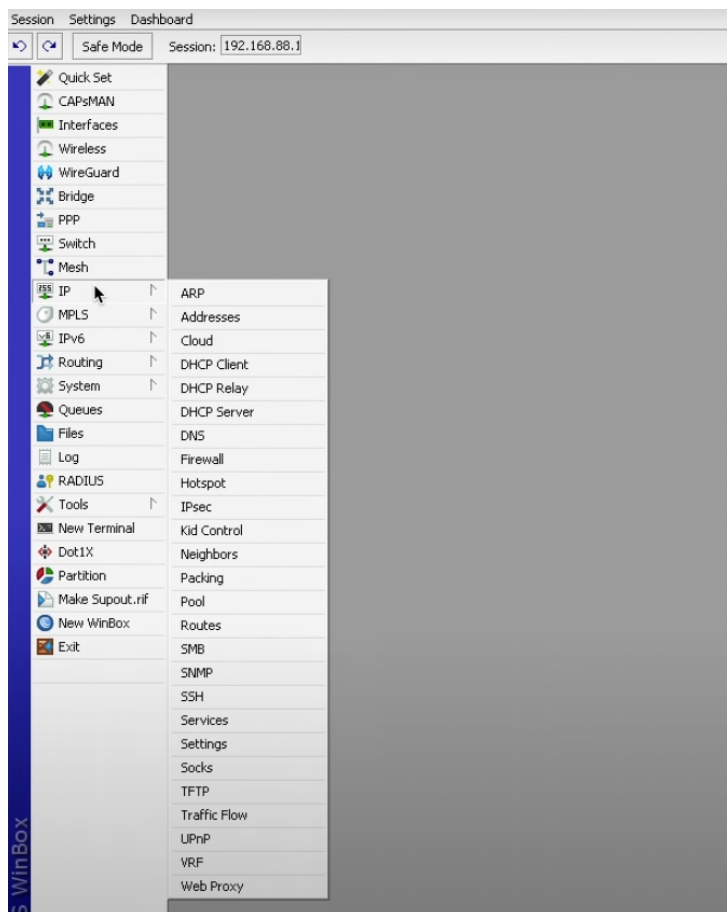 Session Settings Dashboard
Safe Mode Session: 192.168.88.1
Quick Set
CAPsMAN
Interfaces
Wireless
WireGuard
Bridge
PPP
Switch
Mesh
IP
MPLS
IPv6
Routing
System
Queues
Files
Log
RADIUS
Tools
New Terminal
Dot1X
Partition
Make Supout.rif
New WinBox
Exit
ARP
Addresses
Cloud
DHCP Client
DHCP Relay
DHCP Server
DNS
Firewall
Hotspot
IPsec
Kid Control
Neighbors
Packing
Pool
Routes
SMB
SNMP
SSH
Services
Settings
Socks
TFTP
Traffic Flow
UPnP
VRF
Web Proxy
S WinBox